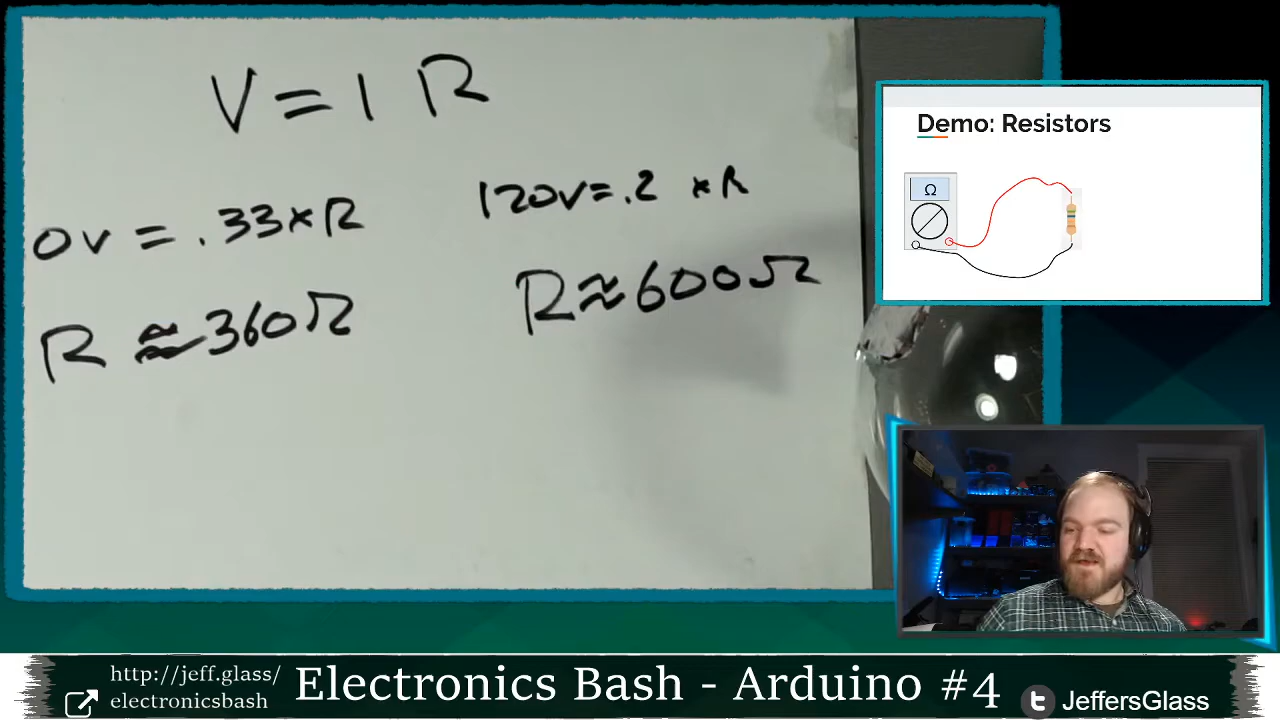 V = I R
0V = .33 * R
120V = .2 * R
R ≈ 360Ω
R ≈ 600Ω
Demo: Resistors
Ω
http://jeff.glass/
electronicsbash
Electronics Bash - Arduino #4
t JeffersGlass